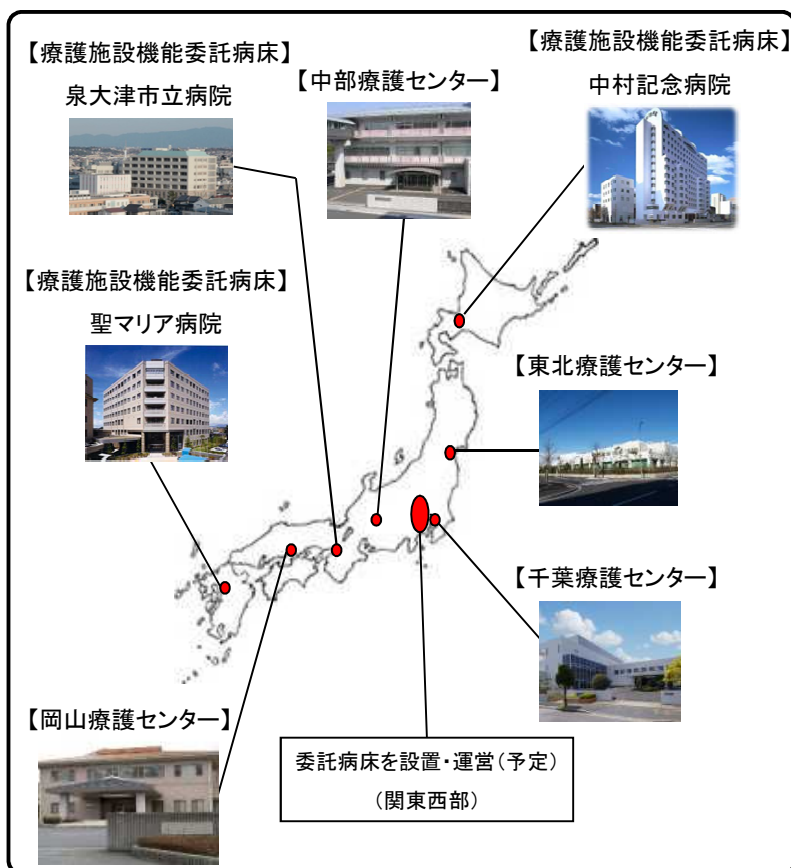 【療護施設機能委託病床】
泉大津市立病院
【中部療護センター】
【療護施設機能委託病床】
中村記念病院
【療護施設機能委託病床】
聖マリア病院
【東北療護センター】
【千葉療護センター】
【岡山療護センター】
委託病床を設置・運営(予定)
(関東西部)